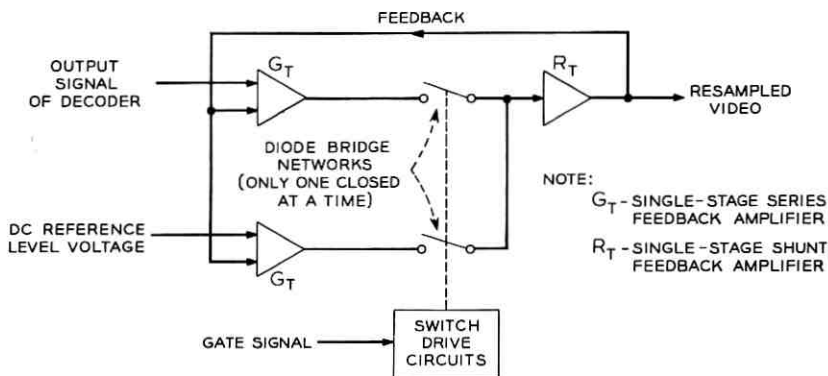 FEEDBACK
G_T
R_T
OUTPUT
SIGNAL
OF DECODER
RESAMPLED
VIDEO
DIODE BRIDGE
NETWORKS
(ONLY ONE CLOSED
AT A TIME)
NOTE:
G_T-SINGLE-STAGE SERIES
FEEDBACK AMPLIFIER
R_T-SINGLE-STAGE SHUNT
FEEDBACK AMPLIFIER
DC REFERENCE
LEVEL VOLTAGE
G_T
GATE SIGNAL
SWITCH
DRIVE
CIRCUITS